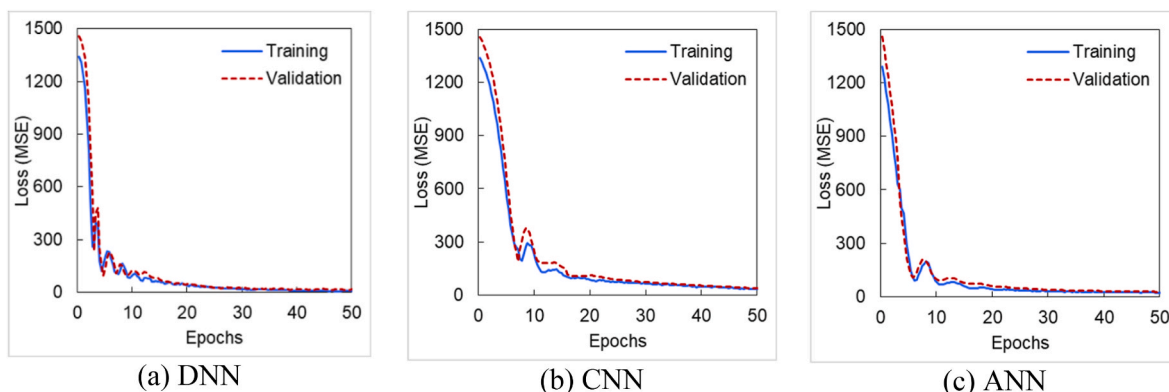 1500
1200
900
600
300
0
Loss (MSE)
Training
Validation
0 10 20 30 40 50
Epochs
(a) DNN
1500
1200
900
600
300
0
Loss (MSE)
Training
Validation
0 10 20 30 40 50
Epochs
(b) CNN
1500
1200
900
600
300
0
Loss (MSE)
Training
Validation
0 10 20 30 40 50
Epochs
(c) ANN